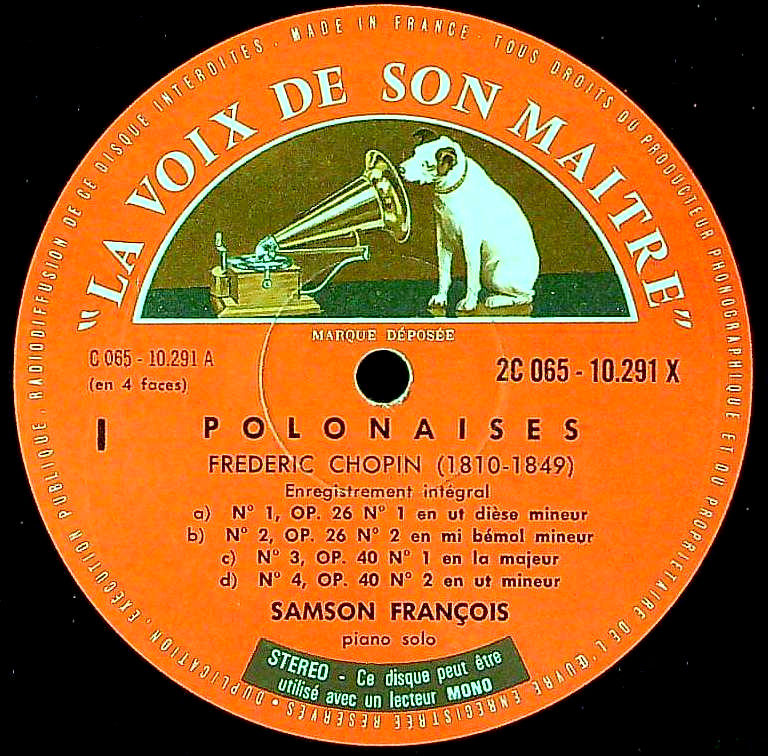 MADE IN FRANCE · TOUS DROITS DU PRODUCTEUR PHONOGRAPHIQUE ET DU PROPRIETAIRE DE L'ŒUVRE ENREGISTRÉE RÉSERVÉS · DUPLICATION, EXÉCUTION PUBLIQUE, RADIODIFFUSION DE CE DISQUE INTERDITES ·
"LA VOIX DE SON MAITRE"
MARQUE DÉPOSÉE
C 065 - 10.291 A
(en 4 faces)
2C 065 - 10.291 X
I POLONAISES
FREDERIC CHOPIN (1810-1849)
Enregistrement intégral
a) N° 1, OP. 26 N° 1 en ut dièse mineur
b) N° 2, OP. 26 N° 2 en mi bémol mineur
c) N° 3, OP. 40 N° 1 en la majeur
d) N° 4, OP. 40 N° 2 en ut mineur
SAMSON FRANÇOIS
piano solo
STEREO - Ce disque peut être
utilisé avec un lecteur MONO